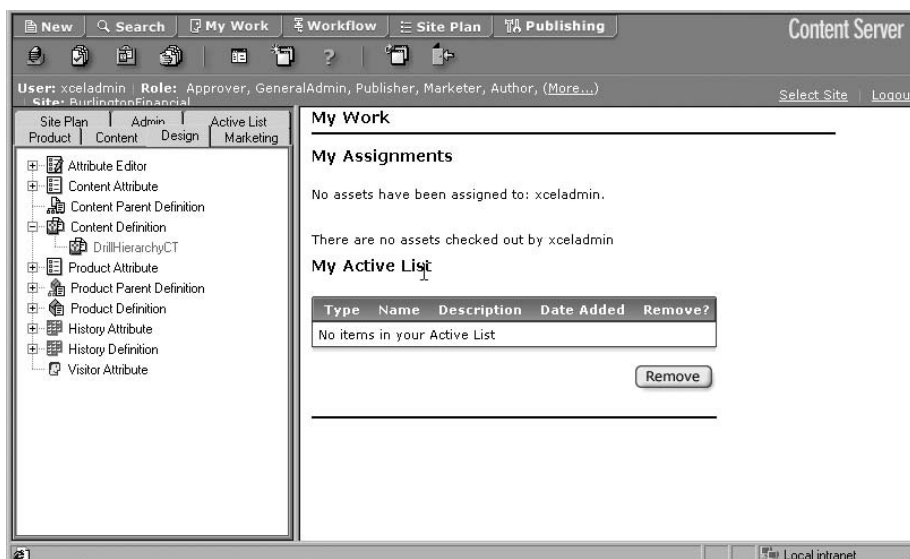 New Search My Work Workflow Site Plan Publishing
Content Server
User: xceladmin | Role: Approver, GeneralAdmin, Publisher, Marketer, Author, (More...)
| Site: BurlingtonFinancial
Select Site | Logou
Site Plan Admin Active List
Product Content Design Marketing
Attribute Editor
Content Attribute
Content Parent Definition
Content Definition
DrillHierarchyCT
Product Attribute
Product Parent Definition
Product Definition
History Attribute
History Definition
Visitor Attribute
My Work
My Assignments
No assets have been assigned to: xceladmin.
There are no assets checked out by xceladmin
My Active List
Type Name Description Date Added Remove?
No items in your Active List
Remove
Local intranet